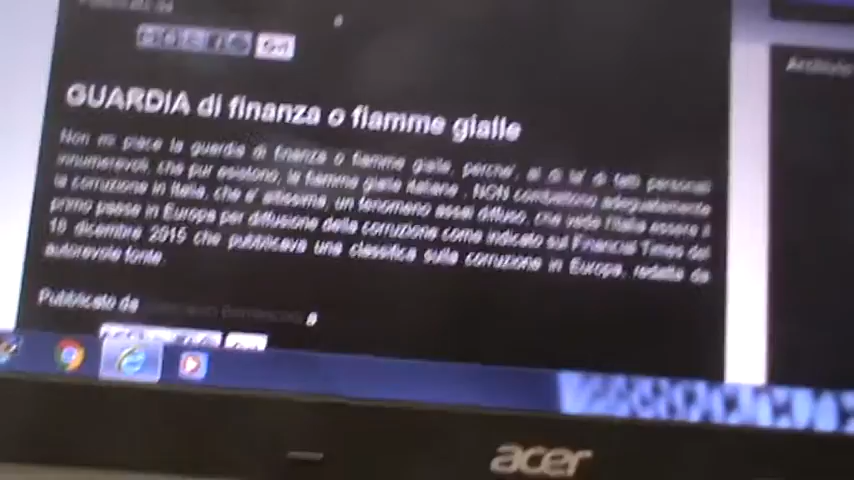 Pubblicato da
GUARDIA di finanza o fiamme gialle
Non mi piace la guardia di finanza o fiamme gialle, perche', al di la' di fatti personali
innumerevoli, che pur esistono, le fiamme gialle italiane , NON combattono adeguatamente
la corruzione in Italia, che e' altissima, un fenomeno assai diffuso, che vede l'Italia essere il
primo paese in Europa per diffusione della corruzione come indicato sul Financial Times del
18 dicembre 2015 che pubblicava una classifica sulla corruzione in Europa, redatta da
autorevole fonte.
Pubblicato da
Archivio
acer